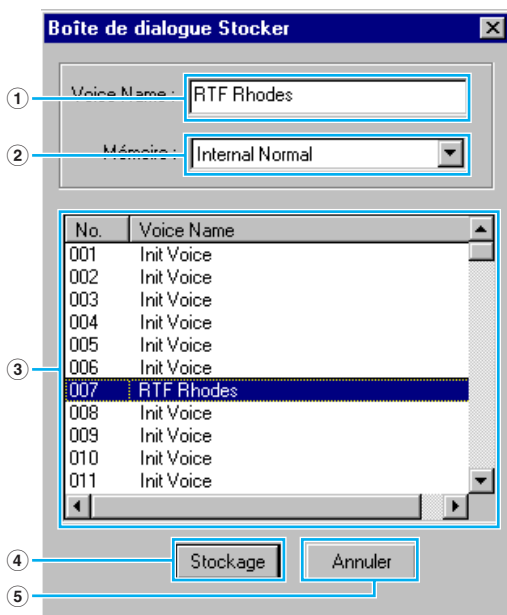 Boîte de dialogue Stocker
① Voice Name : RTF Rhodes
② Mémoire : Internal Normal
No. Voice Name
001 Init Voice
002 Init Voice
003 Init Voice
004 Init Voice
005 Init Voice
③ 006 Init Voice
007 RTF Rhodes
008 Init Voice
009 Init Voice
010 Init Voice
011 Init Voice
④ Stockage Annuler
⑤